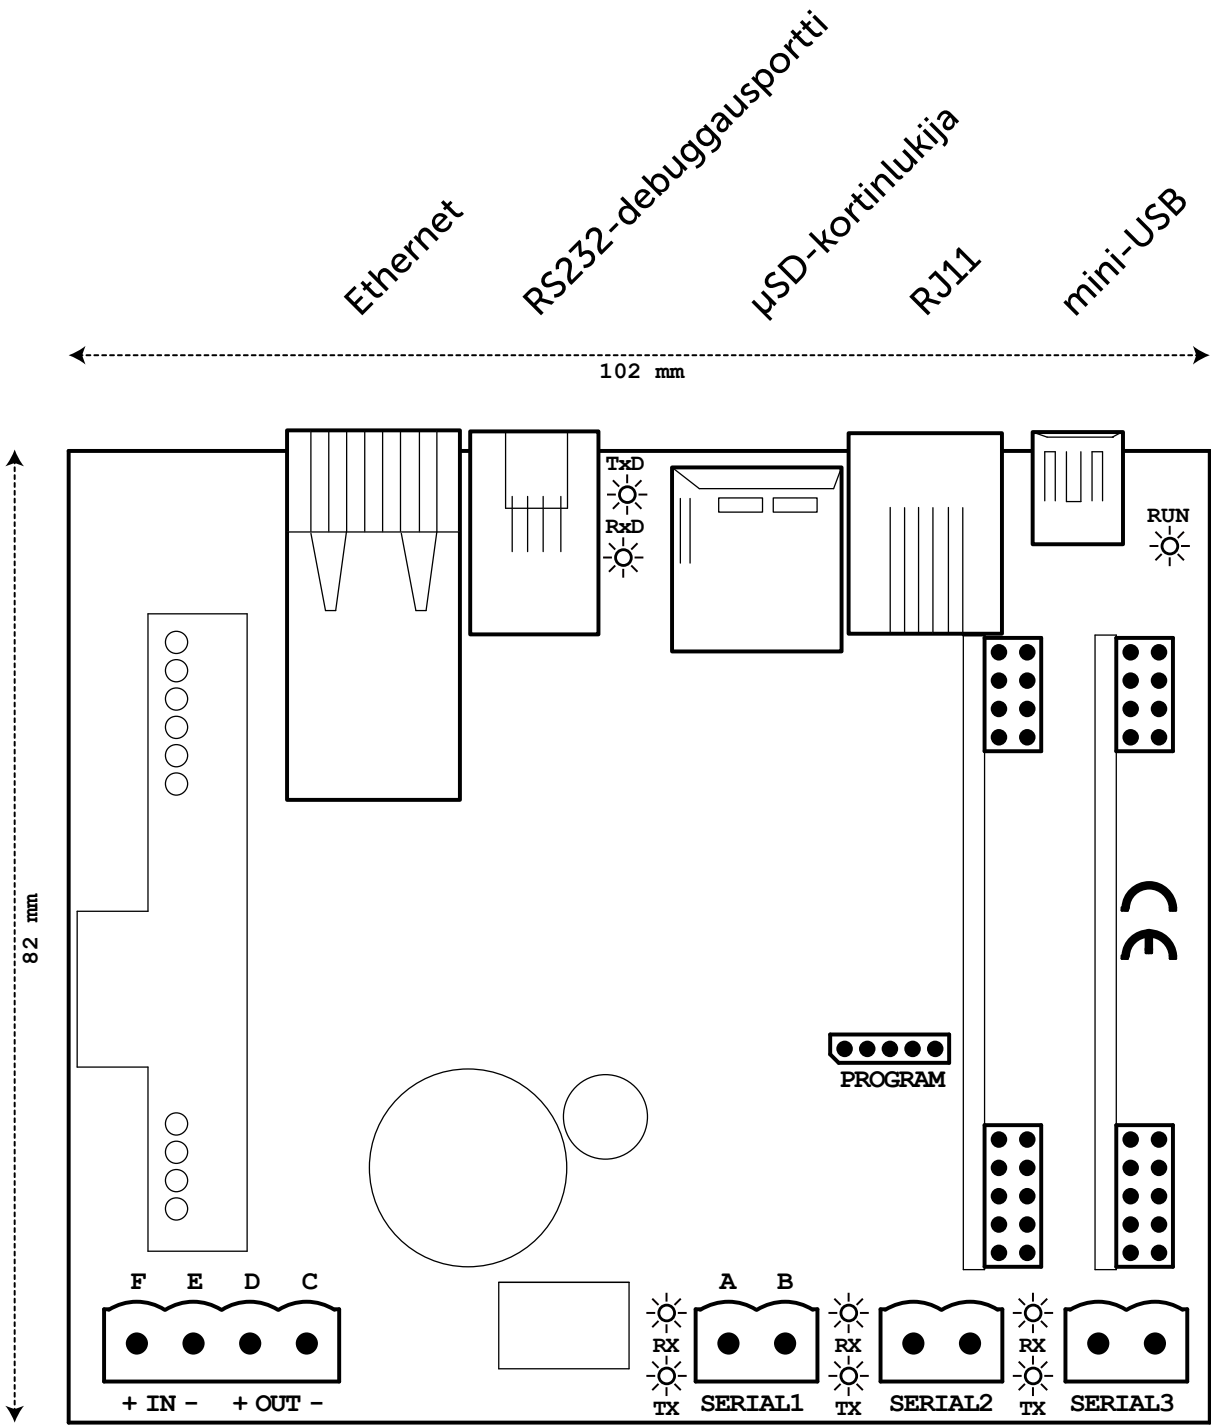 Ethernet
RS232-debuggausportti
µSD-kortinlukija
RJ11
mini-USB
102 mm
82 mm
TxD
RxD
RUN
CE
PROGRAM
F E D C
A B
RX RX RX
+ IN - + OUT -
TX SERIAL1 TX SERIAL2 TX SERIAL3